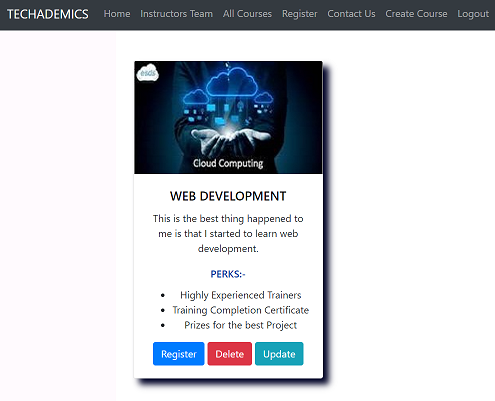 TECHADEMICS Home Instructors Team All Courses Register Contact Us Create Course Logout
esds
Cloud Computing
WEB DEVELOPMENT
This is the best thing happened to
me is that I started to learn web
development.
PERKS:-
• Highly Experienced Trainers
• Training Completion Certificate
• Prizes for the best Project
Register Delete Update